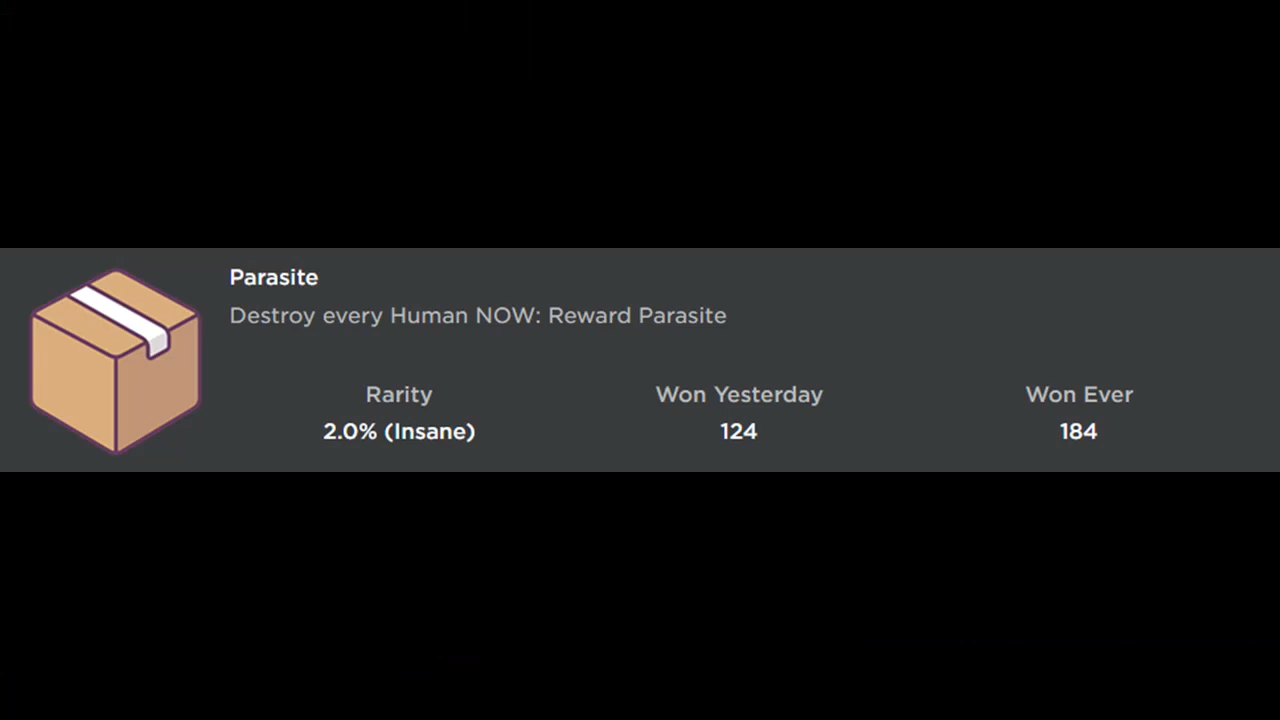 Parasite
Destroy every Human NOW: Reward Parasite
Rarity Won Yesterday Won Ever
2.0% (Insane) 124 184